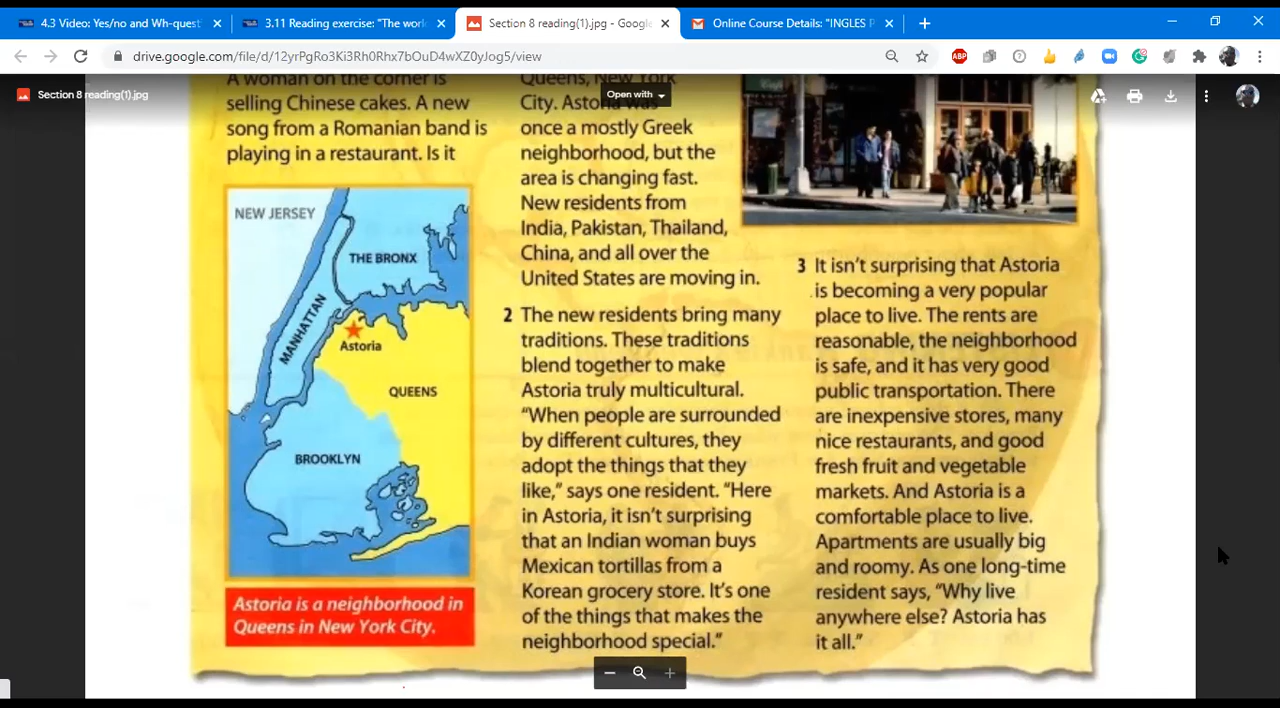 4.3 Video: Yes/no and Wh-quest
3.11 Reading exercise: "The worl
Section 8 reading(1).jpg - Google
Online Course Details: "INGLES P
drive.google.com/file/d/12yrPgRo3Ki3Rh0Rhx7bOuD4wXZ0yJog5/view
ABP
Section 8 reading(1).jpg
Open with
A woman on the corner is
selling Chinese cakes. A new
song from a Romanian band is
playing in a restaurant. Is it
NEW JERSEY
THE BRONX
MANHATTAN
Astoria
QUEENS
BROOKLYN
Astoria is a neighborhood in
Queens in New York City.
Queens, New York
City. Astoria was
once a mostly Greek
neighborhood, but the
area is changing fast.
New residents from
India, Pakistan, Thailand,
China, and all over the
United States are moving in.
2 The new residents bring many
traditions. These traditions
blend together to make
Astoria truly multicultural.
“When people are surrounded
by different cultures, they
adopt the things that they
like,” says one resident. “Here
in Astoria, it isn’t surprising
that an Indian woman buys
Mexican tortillas from a
Korean grocery store. It’s one
of the things that makes the
neighborhood special.”
3 It isn’t surprising that Astoria
is becoming a very popular
place to live. The rents are
reasonable, the neighborhood
is safe, and it has very good
public transportation. There
are inexpensive stores, many
nice restaurants, and good
fresh fruit and vegetable
markets. And Astoria is a
comfortable place to live.
Apartments are usually big
and roomy. As one long-time
resident says, “Why live
anywhere else? Astoria has
it all.”